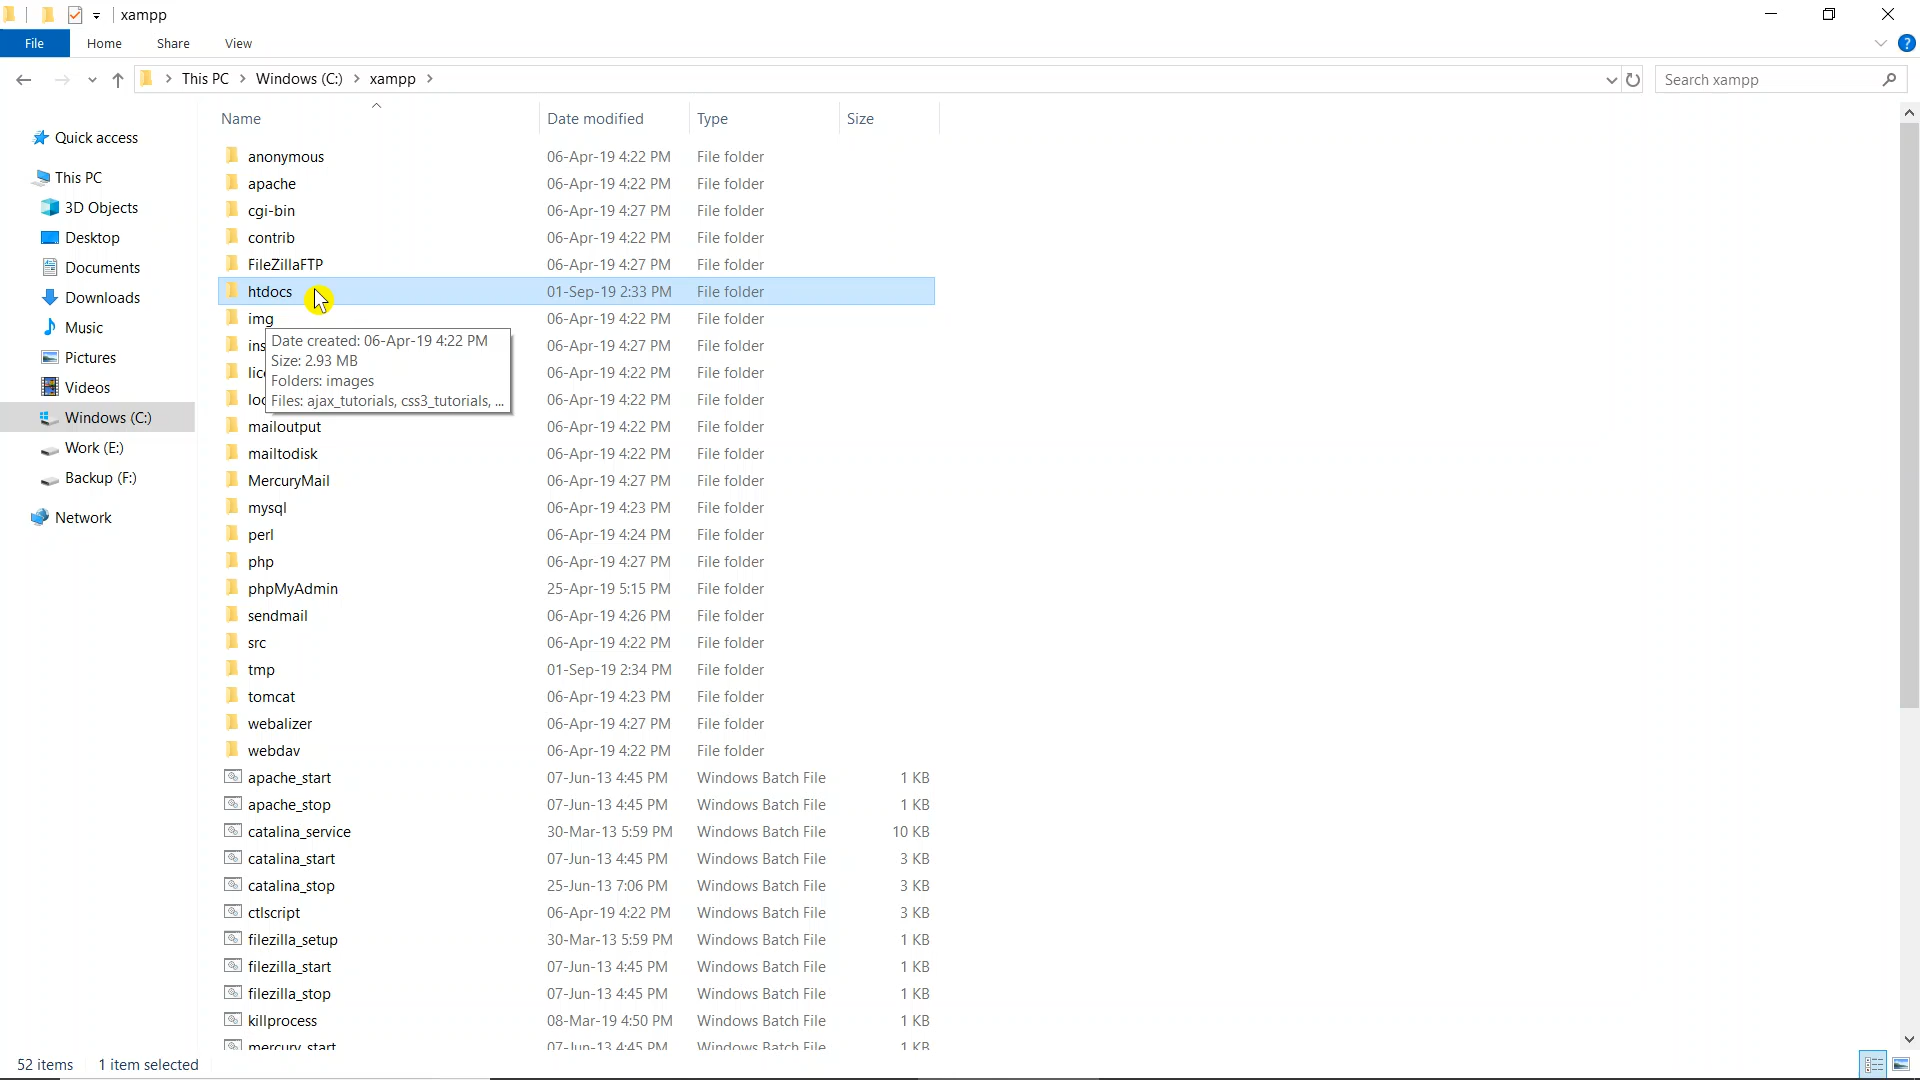 xampp
File Home Share View
This PC Windows (C:) xampp
Search xampp
Name Date modified Type Size
Quick access
This PC
3D Objects
Desktop
Documents
Downloads
Music
Pictures
Videos
Windows (C:)
Work (E:)
Backup (F:)
Network
anonymous 06-Apr-19 4:22 PM File folder
apache 06-Apr-19 4:22 PM File folder
cgi-bin 06-Apr-19 4:27 PM File folder
contrib 06-Apr-19 4:22 PM File folder
FileZillaFTP 06-Apr-19 4:27 PM File folder
htdocs 01-Sep-19 2:33 PM File folder
img 06-Apr-19 4:22 PM File folder
ins 06-Apr-19 4:27 PM File folder
lic 06-Apr-19 4:22 PM File folder
loc 06-Apr-19 4:22 PM File folder
Date created: 06-Apr-19 4:22 PM
Size: 2.93 MB
Folders: images
Files: ajax_tutorials, css3_tutorials, ...
mailoutput 06-Apr-19 4:22 PM File folder
mailtodisk 06-Apr-19 4:22 PM File folder
MercuryMail 06-Apr-19 4:27 PM File folder
mysql 06-Apr-19 4:23 PM File folder
perl 06-Apr-19 4:24 PM File folder
php 06-Apr-19 4:27 PM File folder
phpMyAdmin 25-Apr-19 5:15 PM File folder
sendmail 06-Apr-19 4:26 PM File folder
src 06-Apr-19 4:22 PM File folder
tmp 01-Sep-19 2:34 PM File folder
tomcat 06-Apr-19 4:23 PM File folder
webalizer 06-Apr-19 4:27 PM File folder
webdav 06-Apr-19 4:22 PM File folder
apache_start 07-Jun-13 4:45 PM Windows Batch File 1 KB
apache_stop 07-Jun-13 4:45 PM Windows Batch File 1 KB
catalina_service 30-Mar-13 5:59 PM Windows Batch File 10 KB
catalina_start 07-Jun-13 4:45 PM Windows Batch File 3 KB
catalina_stop 25-Jun-13 7:06 PM Windows Batch File 3 KB
ctlscript 06-Apr-19 4:22 PM Windows Batch File 3 KB
filezilla_setup 30-Mar-13 5:59 PM Windows Batch File 1 KB
filezilla_start 07-Jun-13 4:45 PM Windows Batch File 1 KB
filezilla_stop 07-Jun-13 4:45 PM Windows Batch File 1 KB
killprocess 08-Mar-19 4:50 PM Windows Batch File 1 KB
mercury_start 07-Jun-13 4:45 PM Windows Batch File 1 KB
52 items 1 item selected